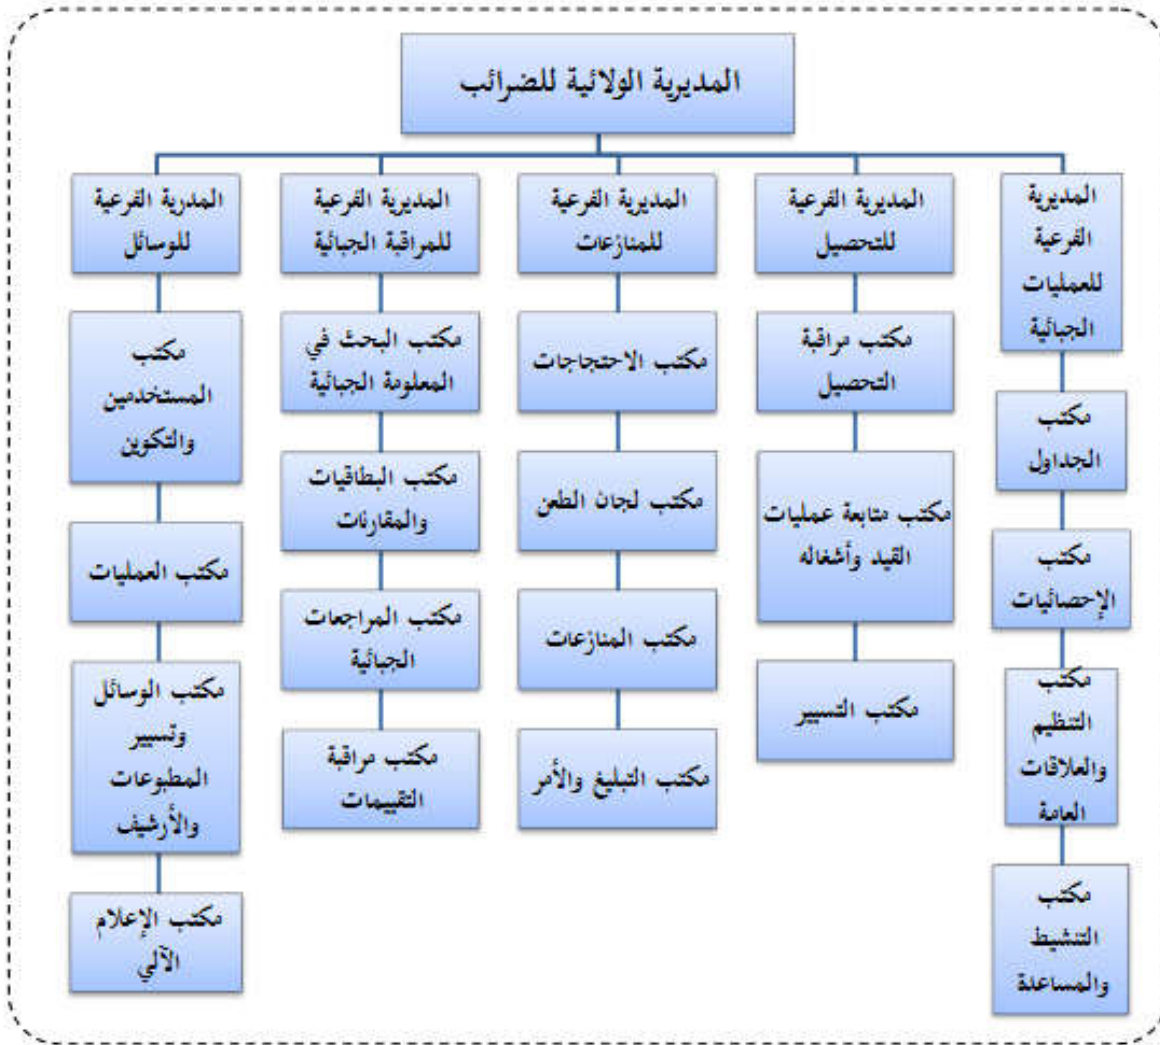 المديرية الولائية للضرائب
المديرية
الفرعية
للعمليات
الجبائية
مكتب
الجداول
مكتب
الإحصائيات
مكتب
التنظيم
والعلاقات
العامة
مكتب
التنشيط
والمساعدة
المديرية الفرعية
للتحصيل
مكتب مراقبة
التحصيل
مكتب متابعة عمليات
القيد وأشغاله
مكتب التسيير
المديرية الفرعية
للمنازعات
مكتب الاحتجاجات
مكتب لجان الطعن
مكتب المنازعات
مكتب التبليغ والأمر
المديرية الفرعية
للمراقبة الجبائية
مكتب البحث في
المعلومة الجبائية
مكتب البطاقيات
والمقارنات
مكتب المراجعات
الجبائية
مكتب مراقبة
التقييمات
المدرية الفرعية
للوسائل
مكتب
المستخدمين
والتكوين
مكتب العمليات
مكتب الوسائل
وتسيير
المطبوعات
والأرشيف
مكتب الإعلام
الآلي